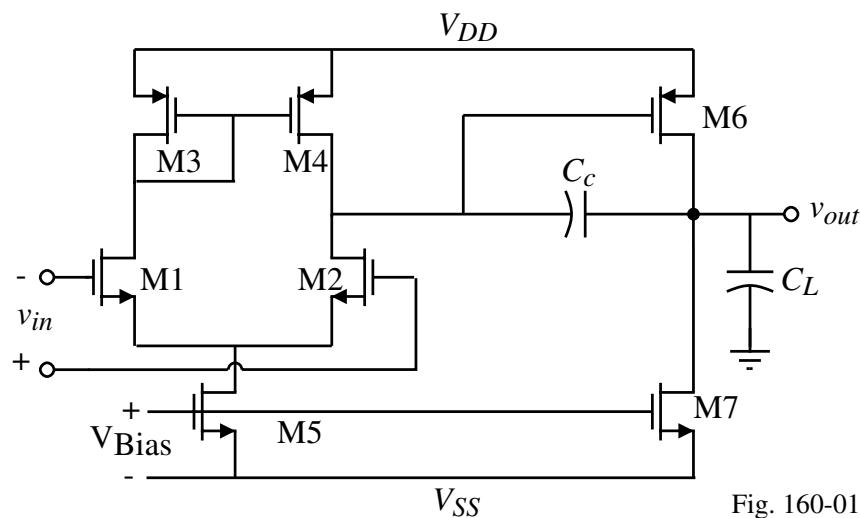 VDD
M3
M4
M6
Cc
vout
-
M1
M2
CL
vin
+
+
VBias
M5
M7
-
VSS
Fig. 160-01